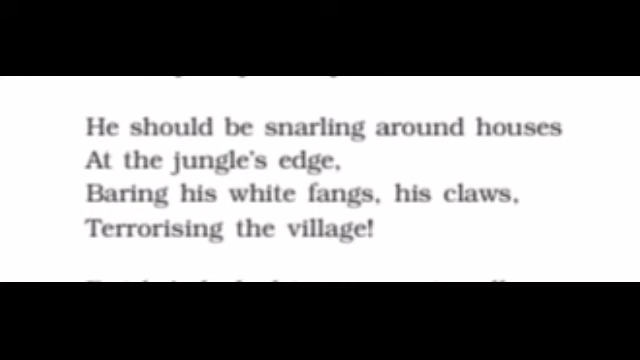 He should be snarling around houses
At the jungle's edge,
Baring his white fangs, his claws,
Terrorising the village!